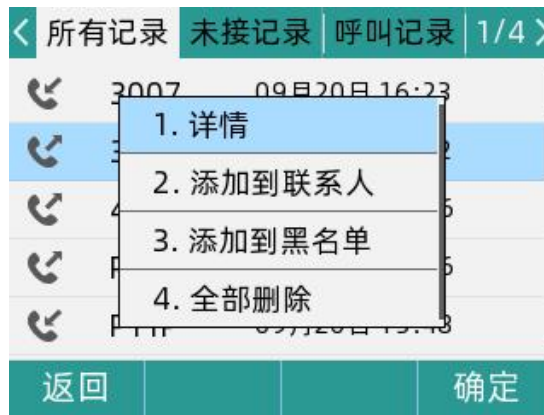 所有记录 未接记录 呼叫记录 1/4
3007 09月20日 16:23
1. 详情
2. 添加到联系人
3. 添加到黑名单
4. 全部删除
返回 确定